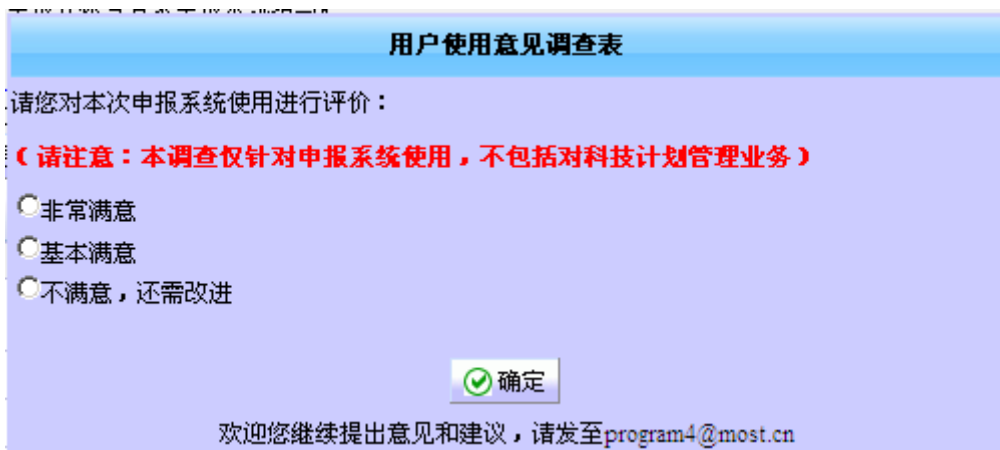 用户使用意见调查表
请您对本次申报系统使用进行评价：
（请注意：本调查仅针对申报系统使用，不包括对科技计划管理业务）
非常满意
基本满意
不满意，还需改进
确定
欢迎您继续提出意见和建议，请发至program4@most.cn